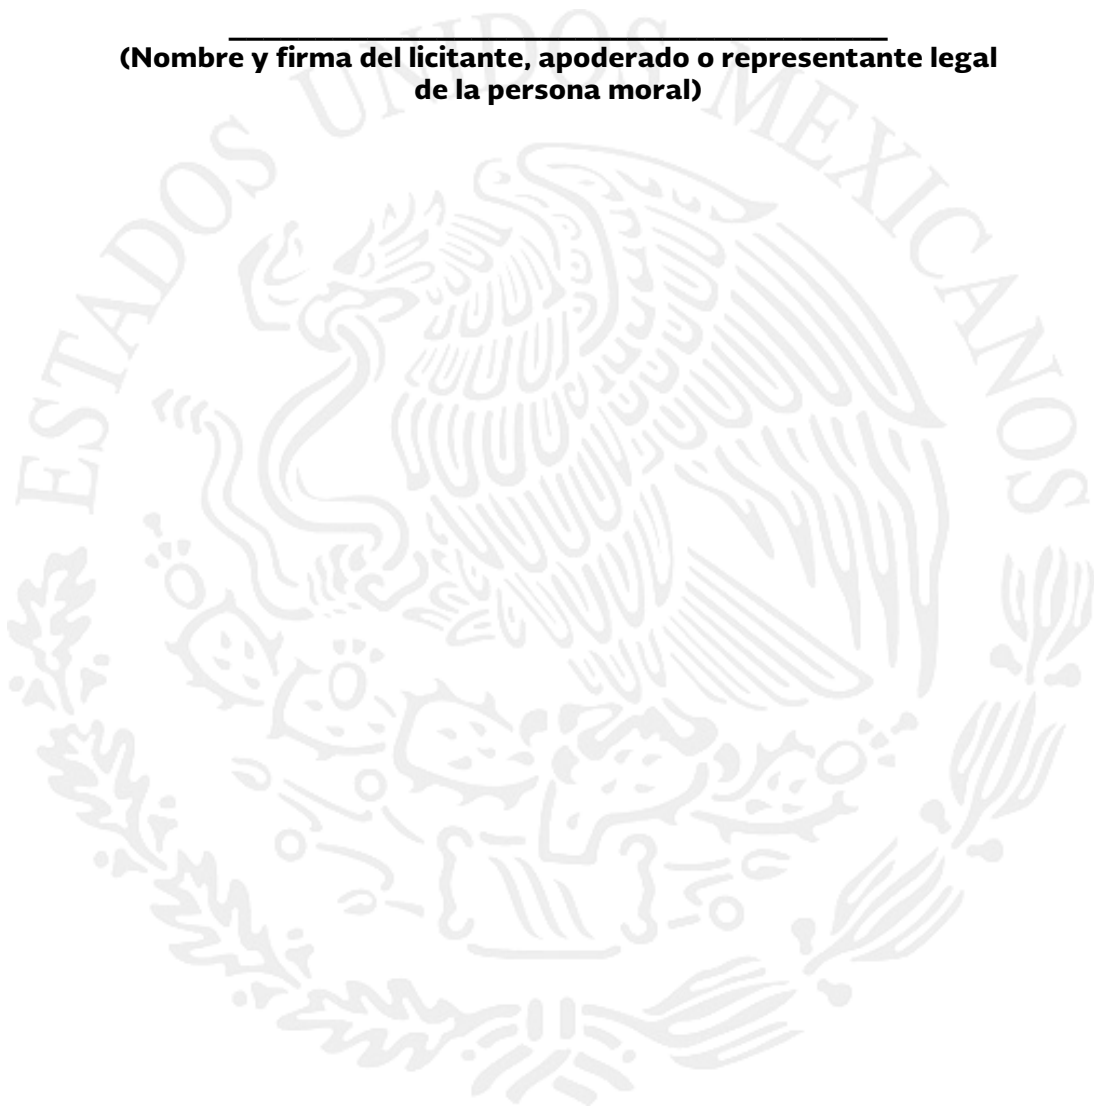 (Nombre y firma del licitante, apoderado o representante legal
de la persona moral)
ESTADOS UNIDOS MEXICANOS